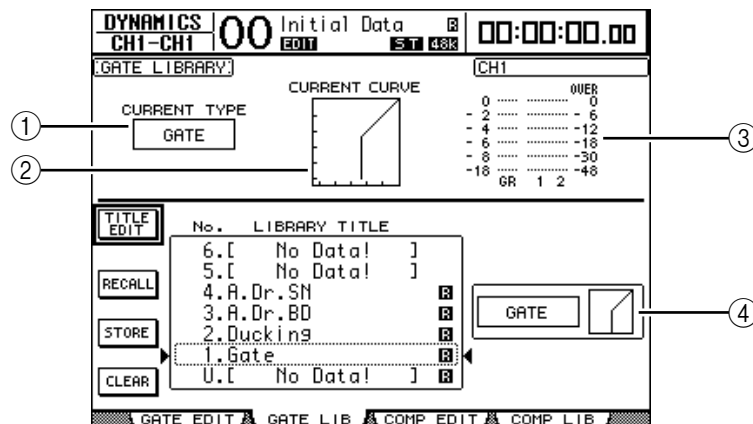 DYNAMICS
CH1-CH1
00
Initial Data
R
EDIT
ST
48K
00:00:00.00
GATE LIBRARY
CH1
CURRENT TYPE
GATE
CURRENT CURVE
OVER
0 0
-2 -6
-4 -12
-6 -18
-8 -30
-18 -48
GR 1 2
①
②
③
TITLE EDIT
No. LIBRARY TITLE
6.[ No Data! ]
5.[ No Data! ]
RECALL
4.A.Dr.SN R
3.A.Dr.BD R
STORE
2.Ducking R
1.Gate R
CLEAR
U.[ No Data! ] R
GATE
④
GATE EDIT GATE LIB COMP EDIT COMP LIB